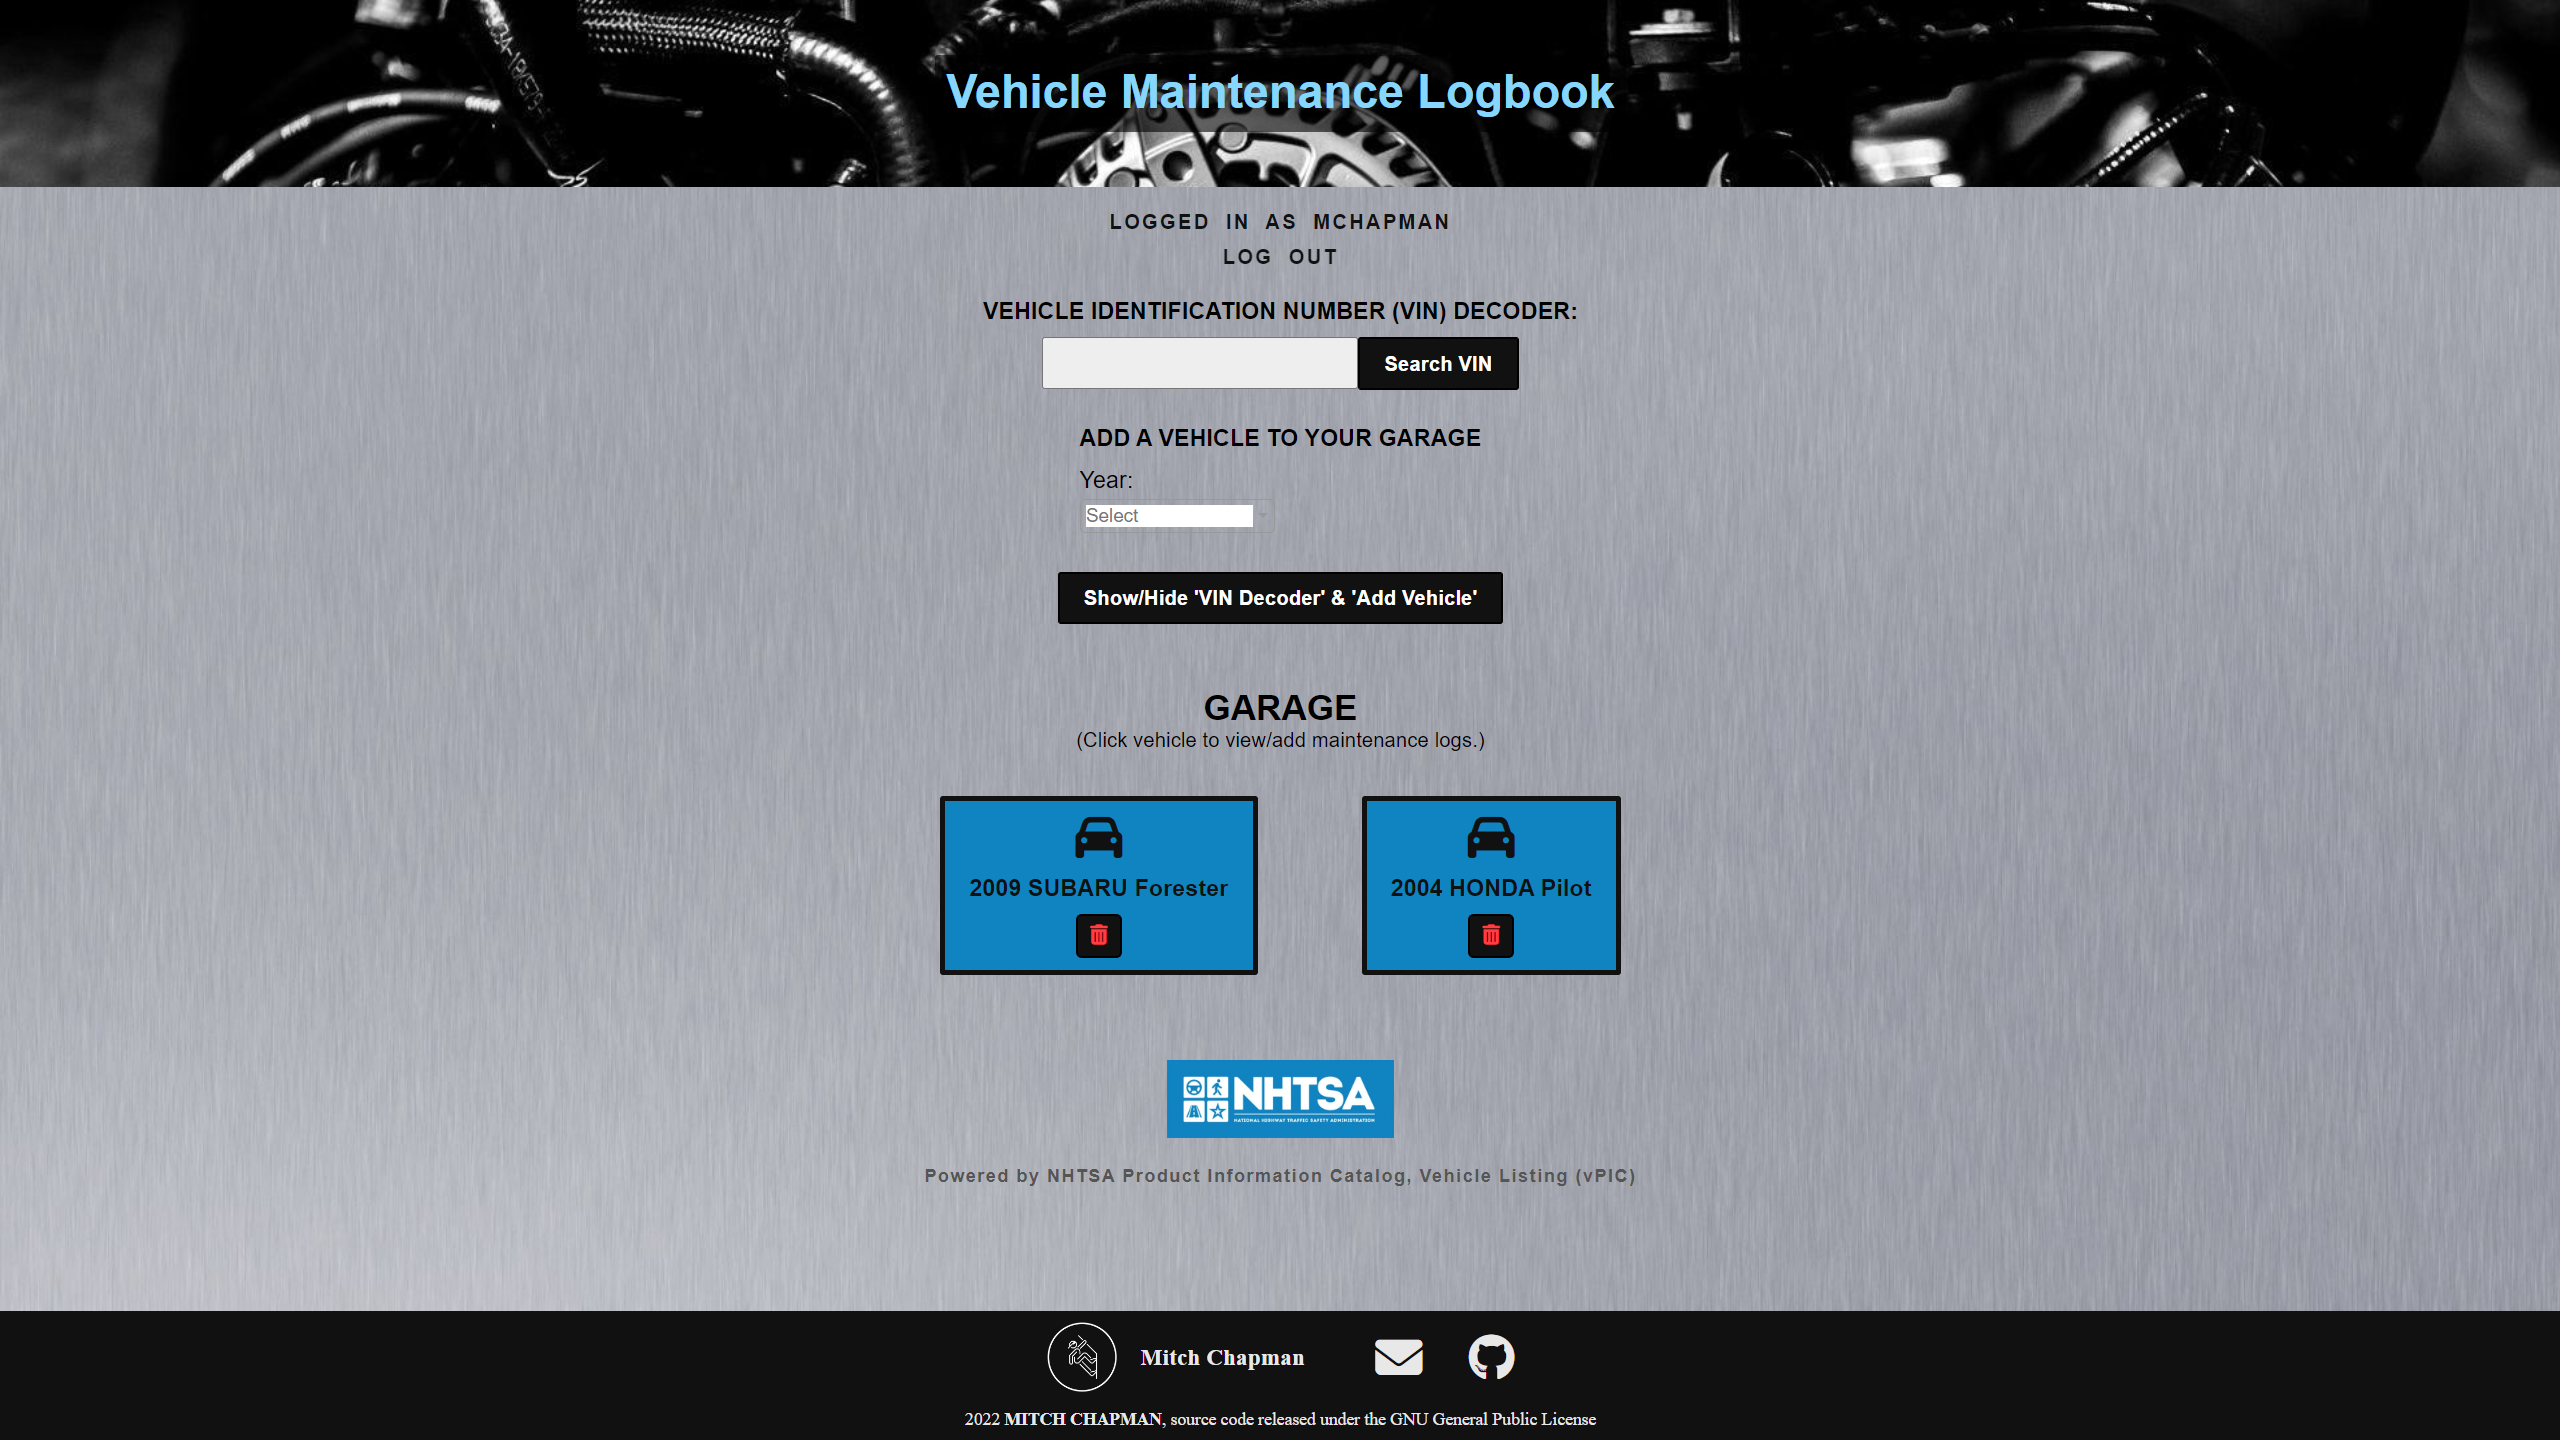 Vehicle Maintenance Logbook
LOGGED IN AS MCHAPMAN
LOG OUT
VEHICLE IDENTIFICATION NUMBER (VIN) DECODER:
Search VIN
ADD A VEHICLE TO YOUR GARAGE
Year:
Select
Show/Hide 'VIN Decoder' & 'Add Vehicle'
GARAGE
(Click vehicle to view/add maintenance logs.)
2009 SUBARU Forester
2004 HONDA Pilot
NHTSA
NATIONAL HIGHWAY TRAFFIC SAFETY ADMINISTRATION
Powered by NHTSA Product Information Catalog, Vehicle Listing (vPIC)
Mitch Chapman
2022 MITCH CHAPMAN, source code released under the GNU General Public License